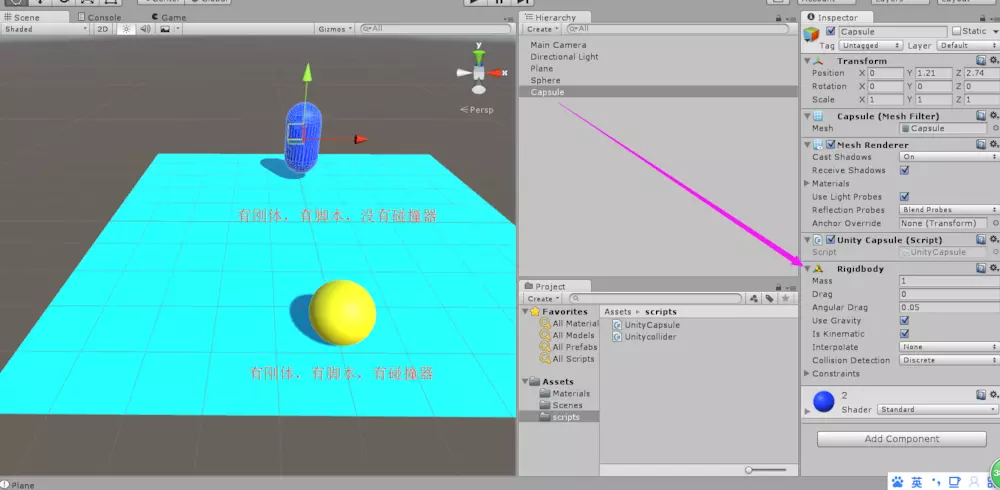 Center
Global
Account
Layers
Layout
Scene
Console
Game
Shaded
2D
Gizmos
All
y
x
Persp
有刚体，有脚本，没有碰撞器
有刚体，有脚本，有碰撞器
Hierarchy
Create
All
Main Camera
Directional Light
Plane
Sphere
Capsule
Project
Create
Favorites
All Material
All Models
All Prefabs
All Scripts
Assets
Materials
Scenes
scripts
Assets scripts
UnityCapsule
Unitycollider
Inspector
Capsule Static
Tag Untagged Layer Default
Transform
Position X 0 Y 1.21 Z 2.74
Rotation X 0 Y 0 Z 0
Scale X 1 Y 1 Z 1
Capsule (Mesh Filter)
Mesh Capsule
Mesh Renderer
Cast Shadows On
Receive Shadows
Materials
Use Light Probes
Reflection Probes Blend Probes
Anchor Override None (Transform)
Unity Capsule (Script)
Script UnityCapsule
Rigidbody
Mass 1
Drag 0
Angular Drag 0.05
Use Gravity
Is Kinematic
Interpolate None
Collision Detection Discrete
Constraints
2
Shader Standard
Add Component
英
Plane